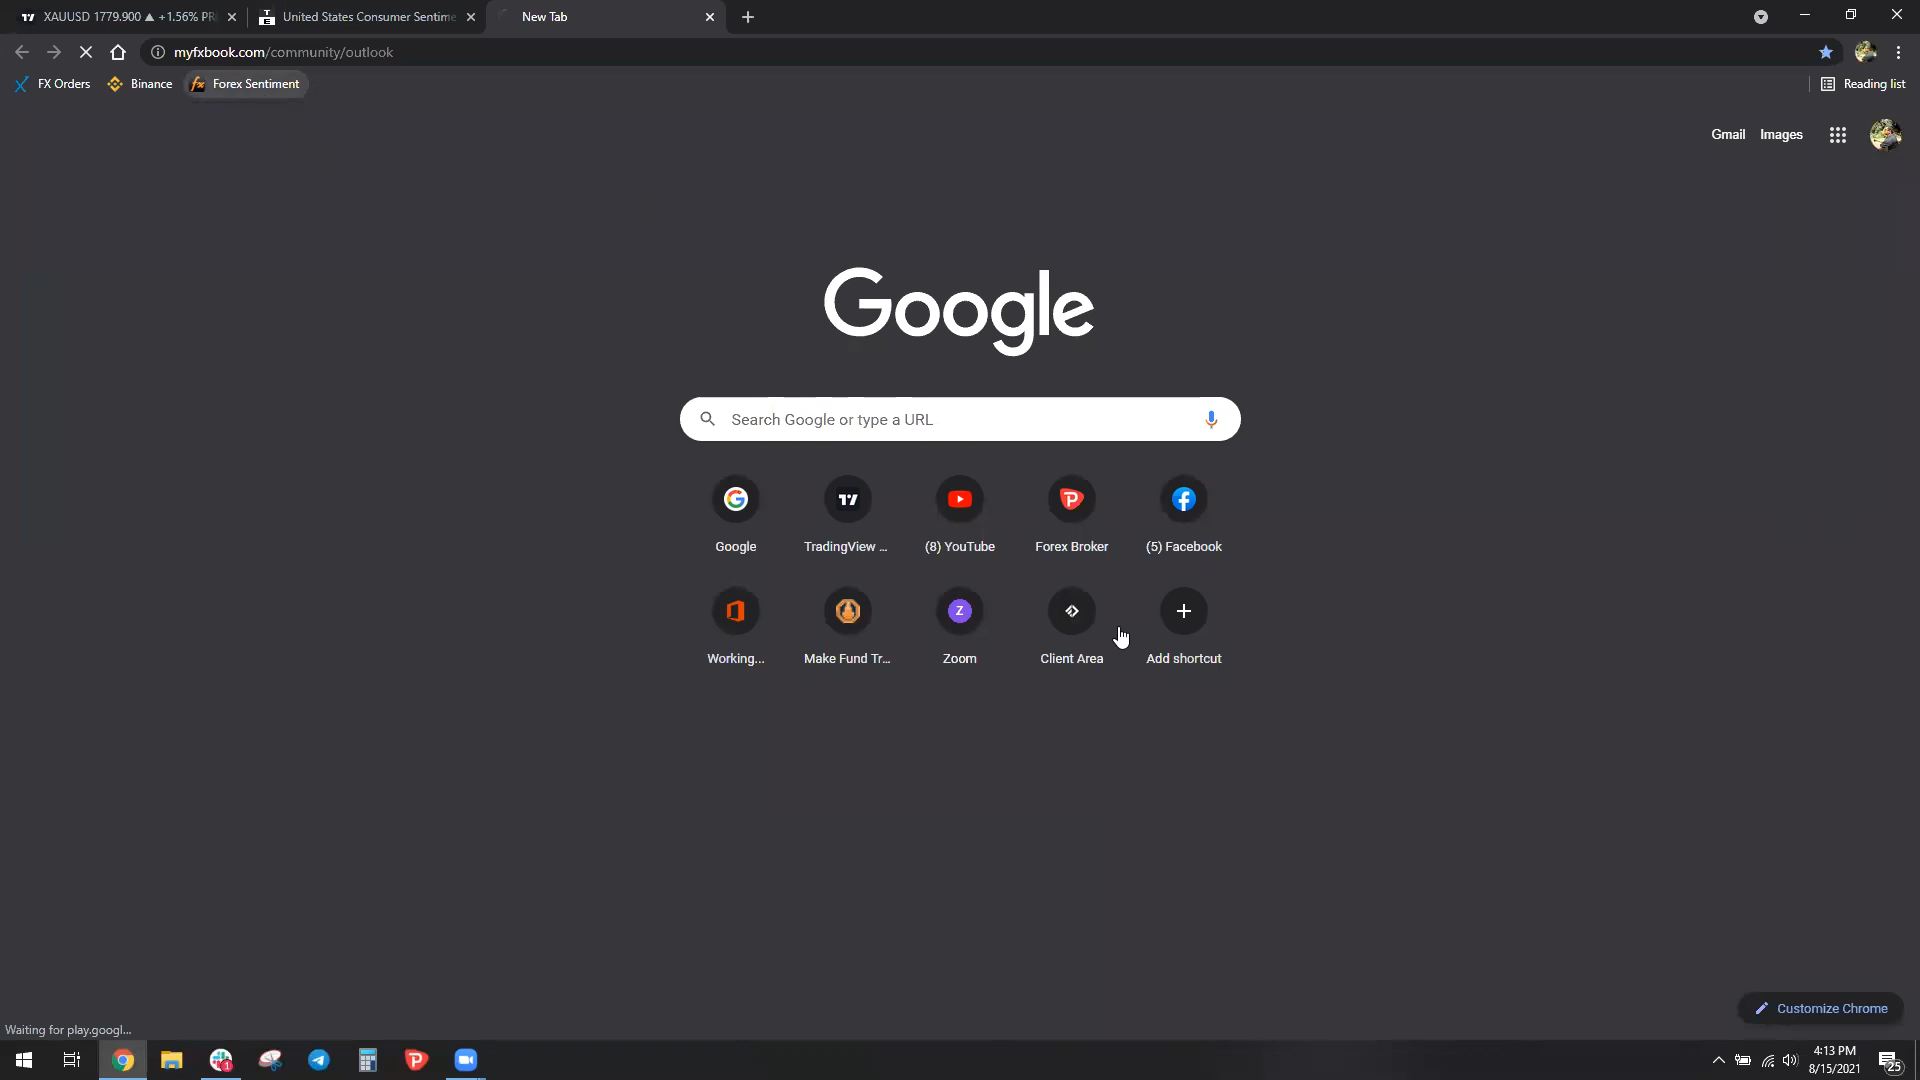 XAUUSD 1779.900 ▲ +1.56% PR
United States Consumer Sentime
New Tab
myfxbook.com/community/outlook
FX Orders
Binance
Forex Sentiment
Reading list
Gmail
Images
Google
Search Google or type a URL
Google
TradingView ...
(8) YouTube
Forex Broker
(5) Facebook
Working...
Make Fund Tr...
Z
Zoom
Client Area
Add shortcut
Customize Chrome
Waiting for play.googl...
4:13 PM
8/15/2021
1
25